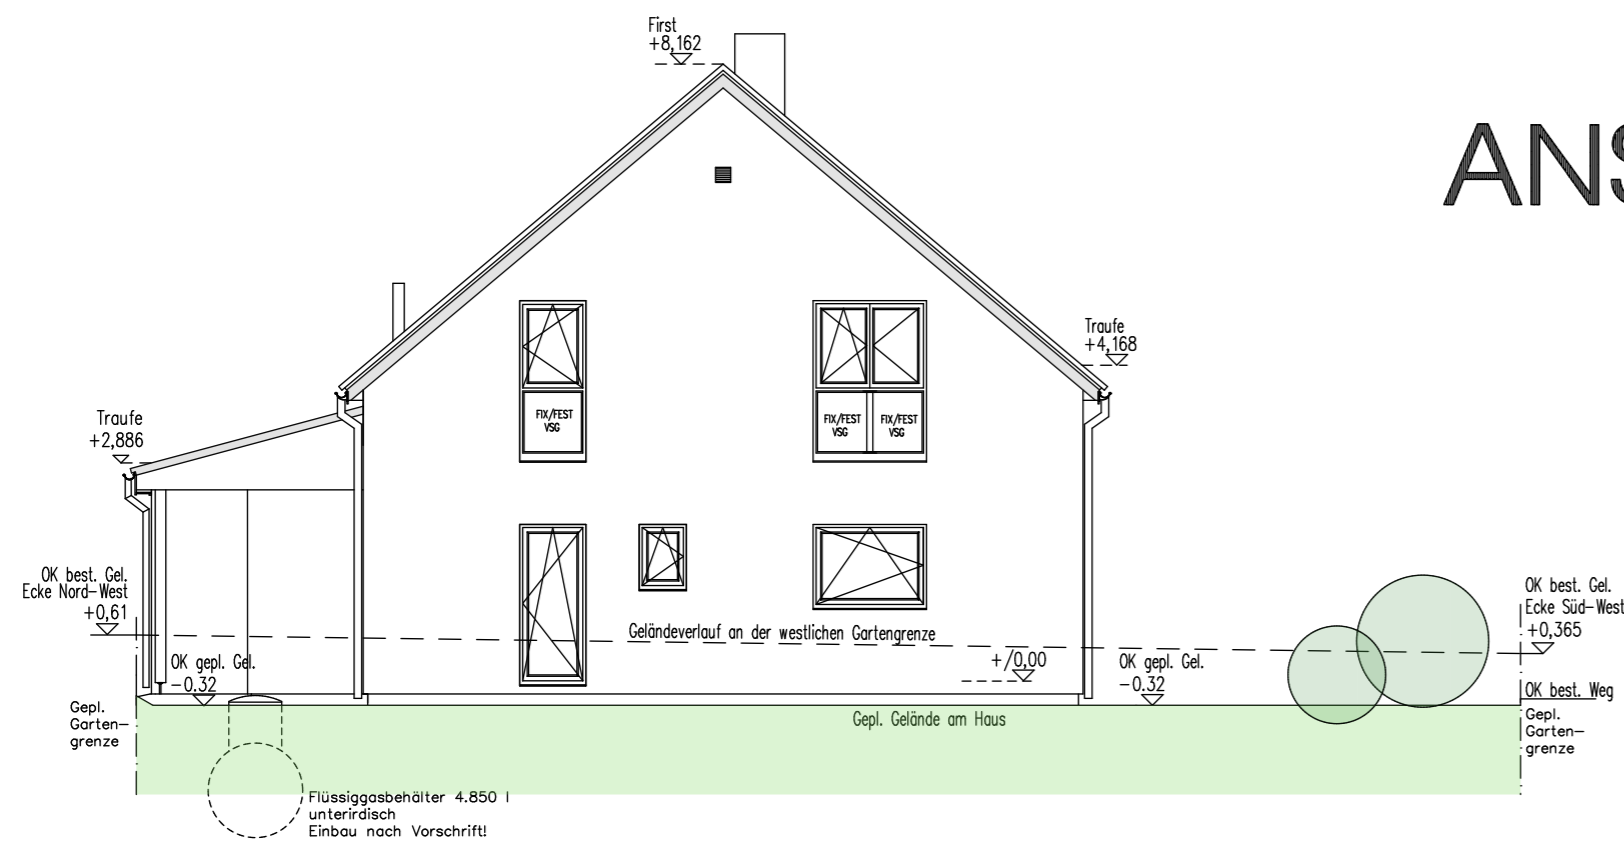 First
+8,162
ANS
Traufe
+4,168
Traufe
+2,886
FIX/FEST
VSG
FIX/FEST
VSG
FIX/FEST
VSG
OK best. Gel.
Ecke Nord-West
+0,61
Geländeverlauf an der westlichen Gartengrenze
OK best. Gel.
Ecke Süd-West
+0,365
OK gepl. Gel.
-0.32
+/0,00
OK gepl. Gel.
-0.32
OK best. Weg
Gepl.
Garten-
grenze
Gepl. Gelände am Haus
Gepl.
Garten-
grenze
Flüssiggasbehälter 4.850 l
unterirdisch
Einbau nach Vorschrift!